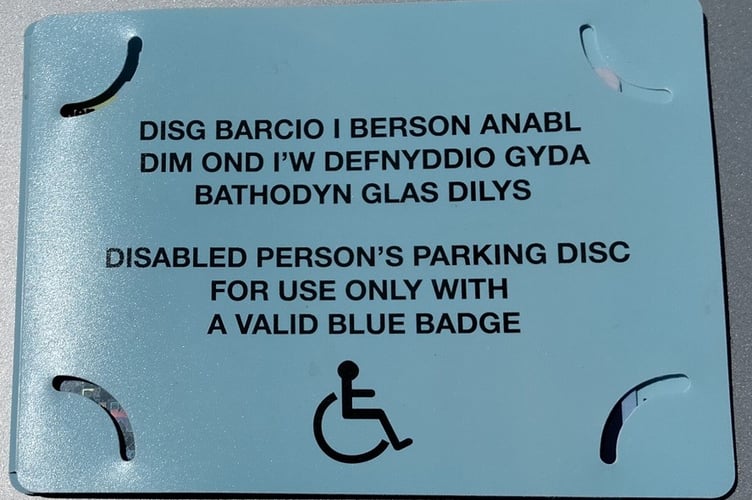 DISG BARCIO I BERSON ANABL
DIM OND I'W DEFNYDDIO GYDA
BATHODYN GLAS DILYS
DISABLED PERSON'S PARKING DISC
FOR USE ONLY WITH
A VALID BLUE BADGE